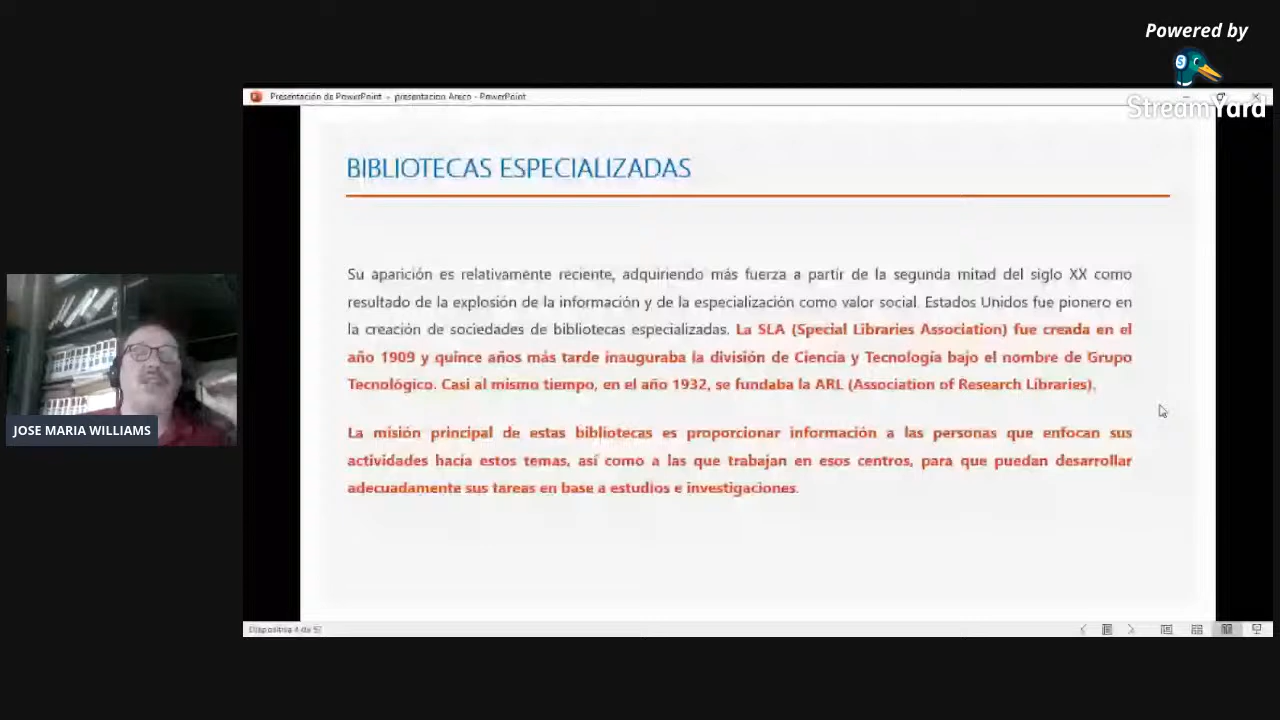 Powered by
StreamYard
Presentación de PowerPoint - presentacion Areco - PowerPoint
BIBLIOTECAS ESPECIALIZADAS
Su aparición es relativamente reciente, adquiriendo más fuerza a partir de la segunda mitad del siglo XX como
resultado de la explosión de la información y de la especialización como valor social. Estados Unidos fue pionero en
la creación de sociedades de bibliotecas especializadas. La SLA (Special Libraries Association) fue creada en el
año 1909 y quince años más tarde inauguraba la división de Ciencia y Tecnología bajo el nombre de Grupo
Tecnológico. Casi al mismo tiempo, en el año 1932, se fundaba la ARL (Association of Research Libraries).
La misión principal de estas bibliotecas es proporcionar información a las personas que enfocan sus
actividades hacía estos temas, así como a las que trabajan en esos centros, para que puedan desarrollar
adecuadamente sus tareas en base a estudios e investigaciones.
JOSE MARIA WILLIAMS
Diapositiva 4 de